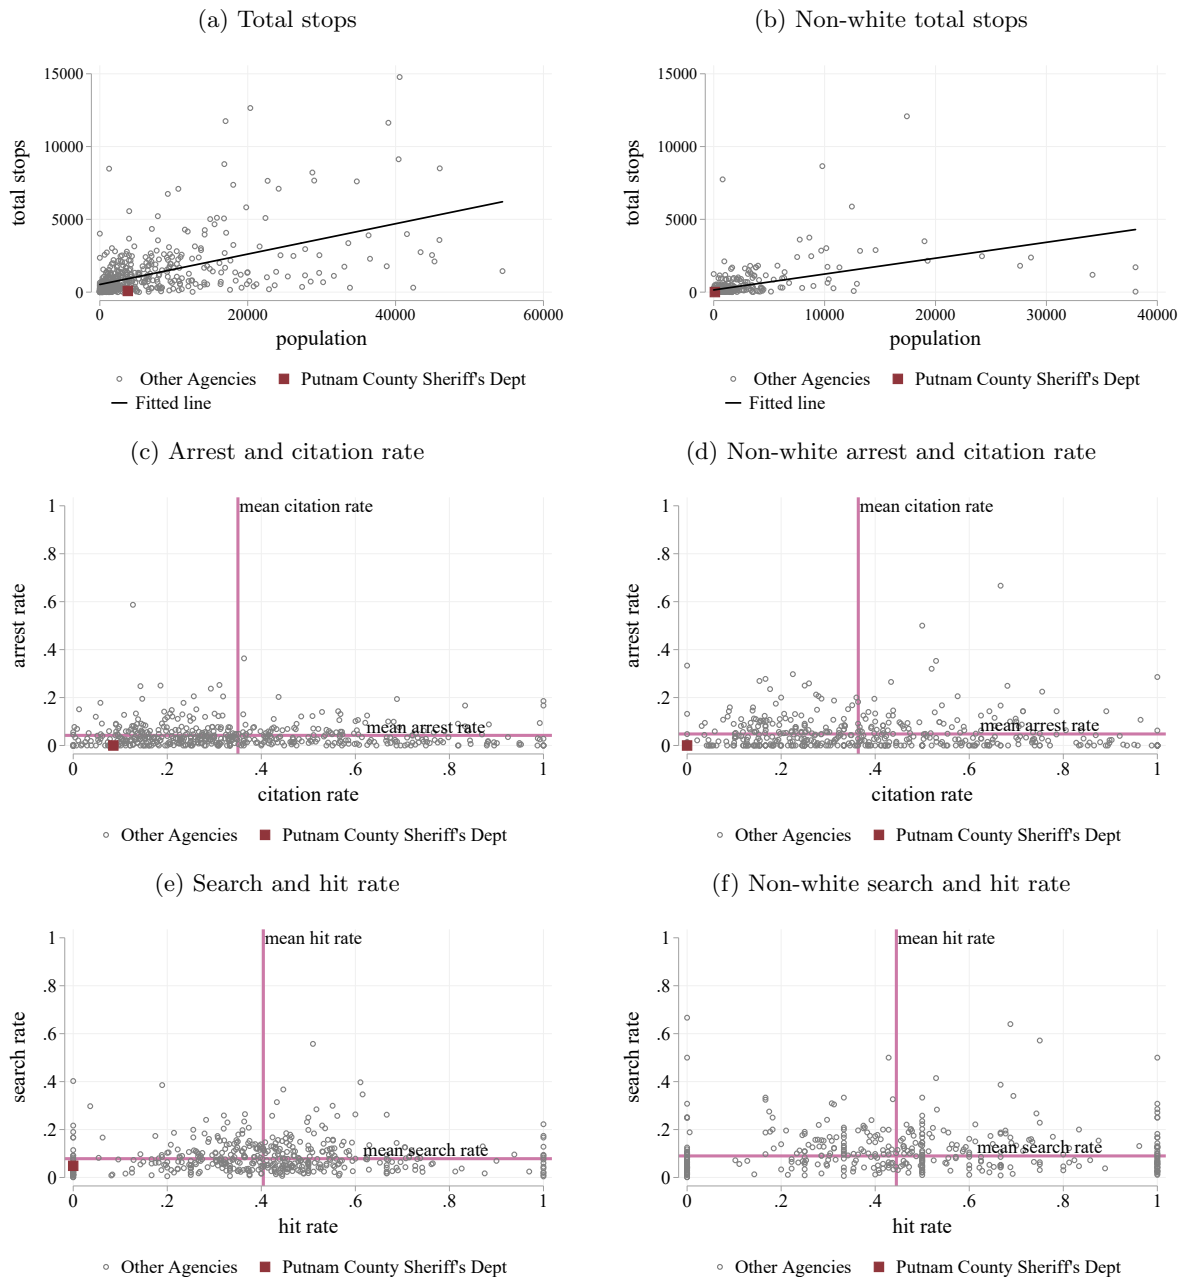 (a) Total stops
15000
10000
5000
0
total stops
0 20000 40000 60000
population
Other Agencies Putnam County Sheriff's Dept
Fitted line
(b) Non-white total stops
15000
10000
5000
0
total stops
0 10000 20000 30000 40000
population
Other Agencies Putnam County Sheriff's Dept
Fitted line
(c) Arrest and citation rate
1
.8
.6
.4
.2
0
arrest rate
mean citation rate
mean arrest rate
0 .2 .4 .6 .8 1
citation rate
Other Agencies Putnam County Sheriff's Dept
(d) Non-white arrest and citation rate
1
.8
.6
.4
.2
0
arrest rate
mean citation rate
mean arrest rate
0 .2 .4 .6 .8 1
citation rate
Other Agencies Putnam County Sheriff's Dept
(e) Search and hit rate
1
.8
.6
.4
.2
0
search rate
mean hit rate
mean search rate
0 .2 .4 .6 .8 1
hit rate
Other Agencies Putnam County Sheriff's Dept
(f) Non-white search and hit rate
1
.8
.6
.4
.2
0
search rate
mean hit rate
mean search rate
0 .2 .4 .6 .8 1
hit rate
Other Agencies Putnam County Sheriff's Dept